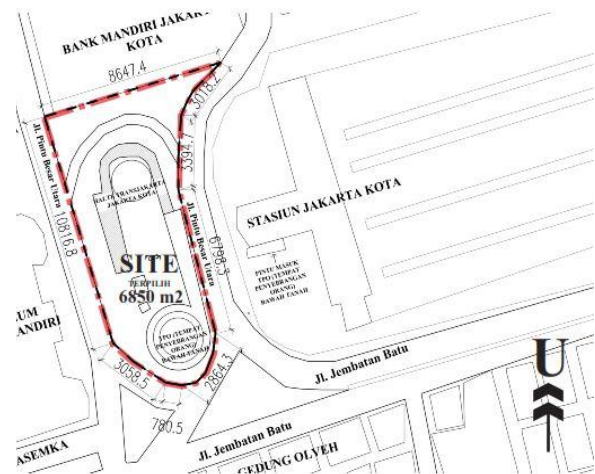 BANK MANDIRI JAKARTA
KOTA
8647.4
3018.2
Jl. Pintu Besar Utara
3394.7
HALTE TRANSJAKARTA
JAKARTA KOTA
STASIUN JAKARTA KOTA
10816.8
Jl. Pintu Besar Utara
6798.3
SITE
TERPILIH
6850 m2
PINTU MASUK
TPO (TEMPAT
PENYEBRANGAN
ORANG)
BAWAH TANAH
UM
ANDIRI
TPO (TEMPAT
PENYEBRANGAN
ORANG)
BAWAH TANAH
U
3058.5
2864.3
Jl. Jembatan Batu
780.5
ASEMKA
Jl. Jembatan Batu
GEDUNG OLVEH